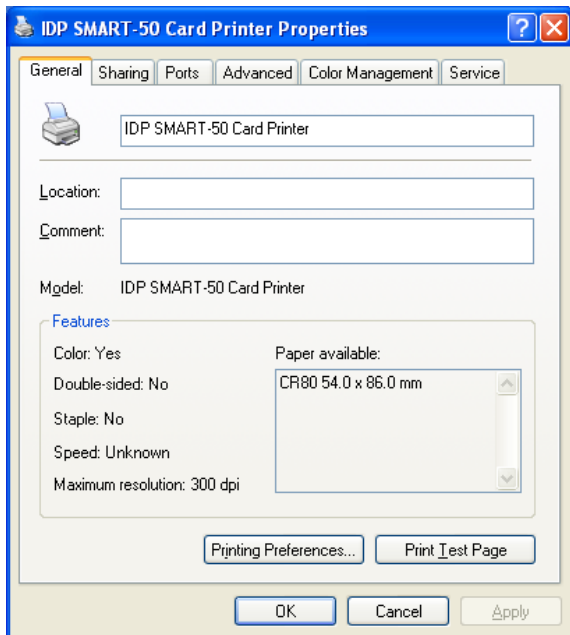 IDP SMART-50 Card Printer Properties
General Sharing Ports Advanced Color Management Service
IDP SMART-50 Card Printer
Location:
Comment:
Model: IDP SMART-50 Card Printer
Features
Color: Yes Paper available:
Double-sided: No CR80 54.0 x 86.0 mm
Staple: No
Speed: Unknown
Maximum resolution: 300 dpi
Printing Preferences... Print Test Page
OK Cancel Apply